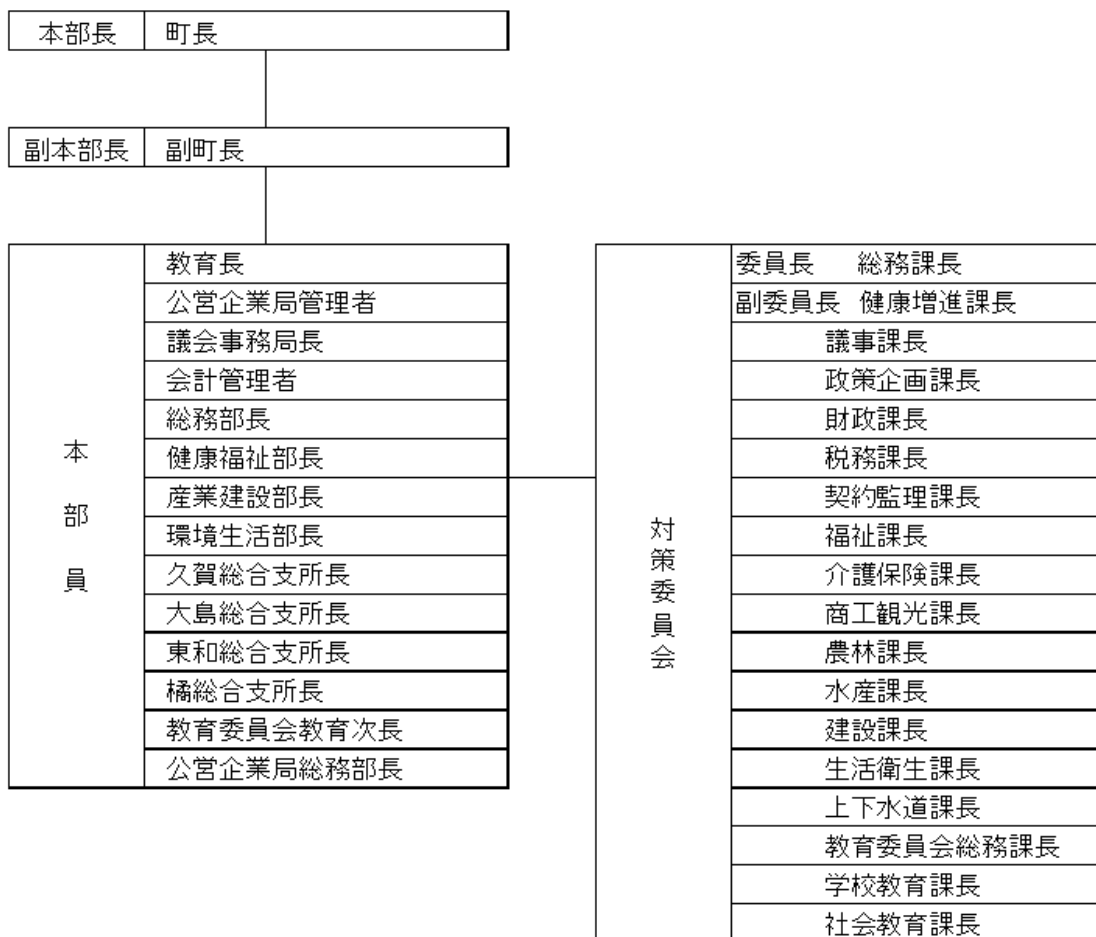 本部長 町長
副本部長 副町長
本部員
教育長
公営企業局管理者
議会事務局長
会計管理者
総務部長
健康福祉部長
産業建設部長
環境生活部長
久賀総合支所長
大島総合支所長
東和総合支所長
橘総合支所長
教育委員会教育次長
公営企業局総務部長
対策委員会
委員長 総務課長
副委員長 健康増進課長
議事課長
政策企画課長
財政課長
税務課長
契約監理課長
福祉課長
介護保険課長
商工観光課長
農林課長
水産課長
建設課長
生活衛生課長
上下水道課長
教育委員会総務課長
学校教育課長
社会教育課長